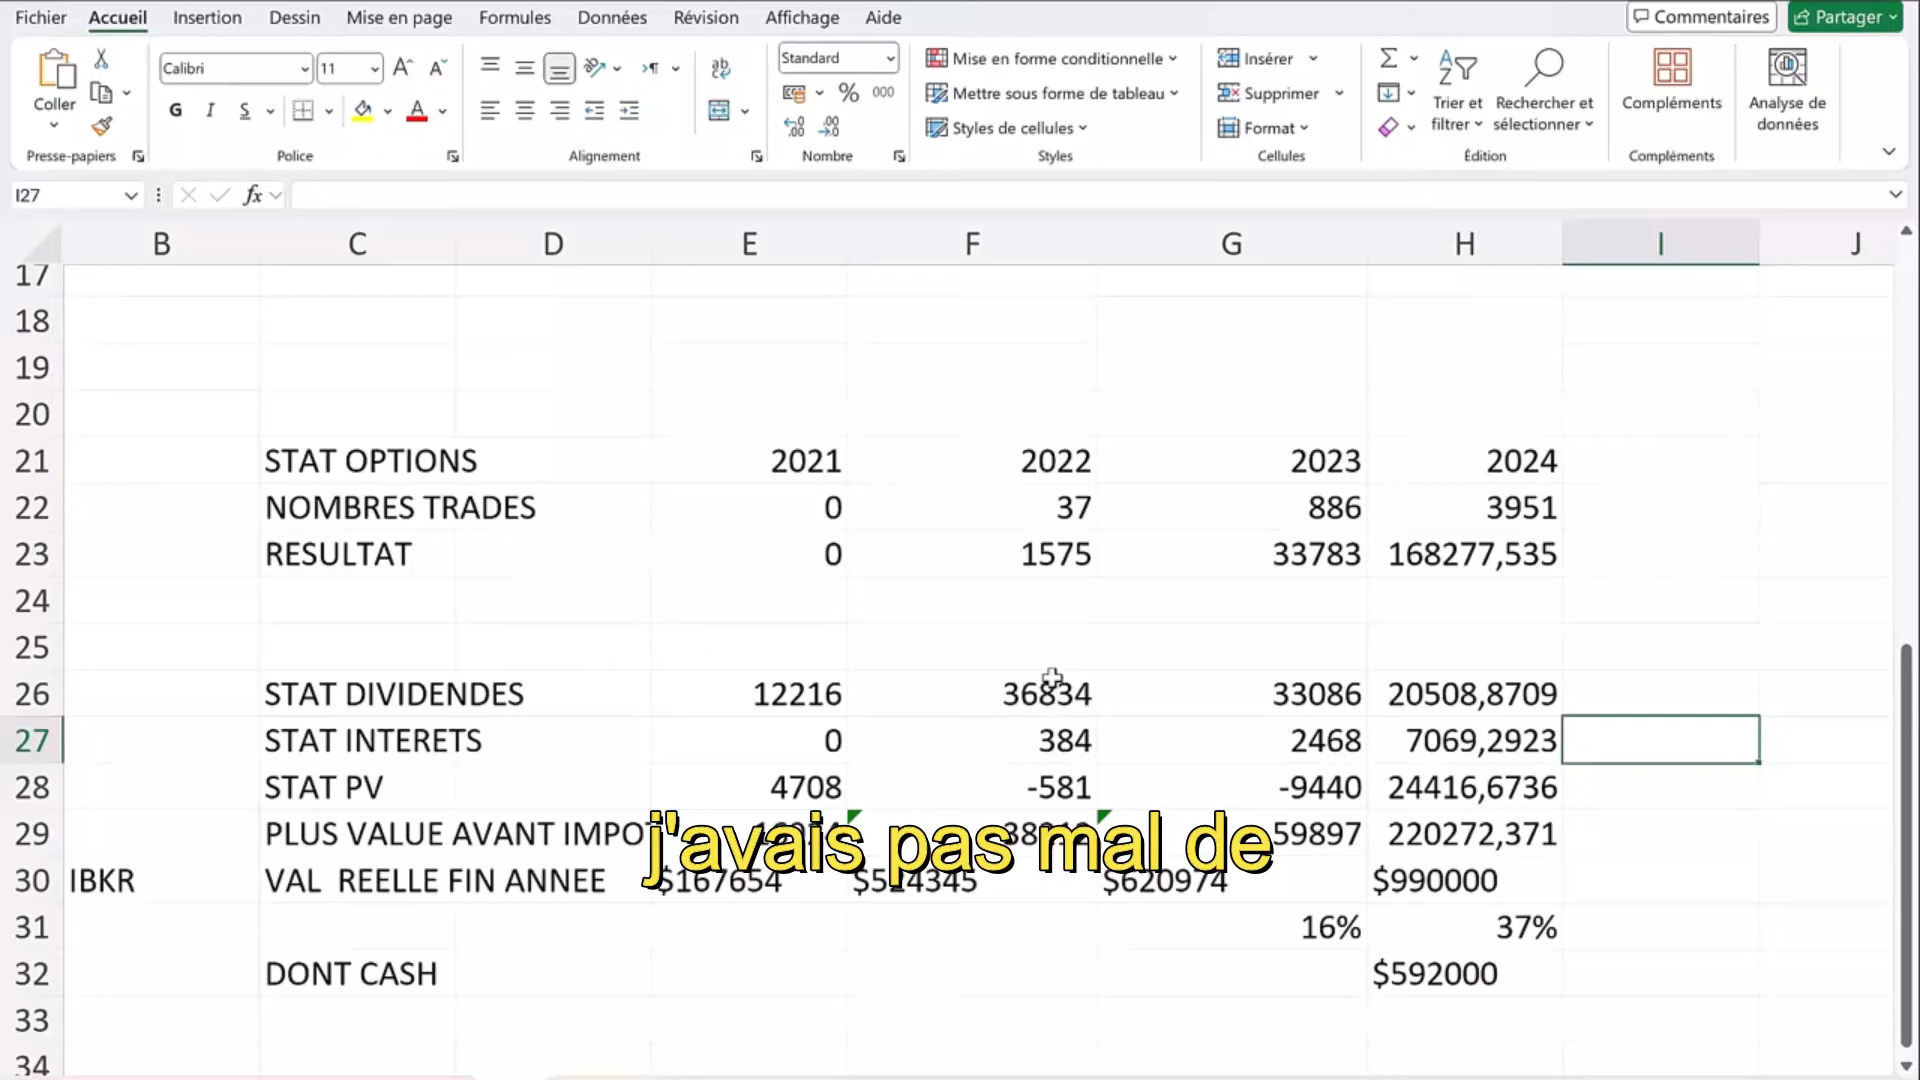 Fichier Accueil Insertion Dessin Mise en page Formules Données Révision Affichage Aide Commentaires Partager
Calibri 11 Standard Mise en forme conditionnelle Insérer
Coller Mettre sous forme de tableau Supprimer Trier et filtrer Rechercher et sélectionner Compléments Analyse de données
G I S Styles de cellules Format
Presse-papiers Police Alignement Nombre Styles Cellules Édition Compléments
I27 fx
B C D E F G H I J
17
18
19
20
21 STAT OPTIONS 2021 2022 2023 2024
22 NOMBRES TRADES 0 37 886 3951
23 RESULTAT 0 1575 33783 168277,535
24
25
26 STAT DIVIDENDES 12216 36834 33086 20508,8709
27 STAT INTERETS 0 384 2468 7069,2923
28 STAT PV 4708 -581 -9440 24416,6736
29 PLUS VALUE AVANT 59897 220272,371
j'avais pas mal de
30 IBKR VAL REELLE FIN ANNEE $167654 $524345 $620974 $990000
31 16% 37%
32 DONT CASH $592000
33
34